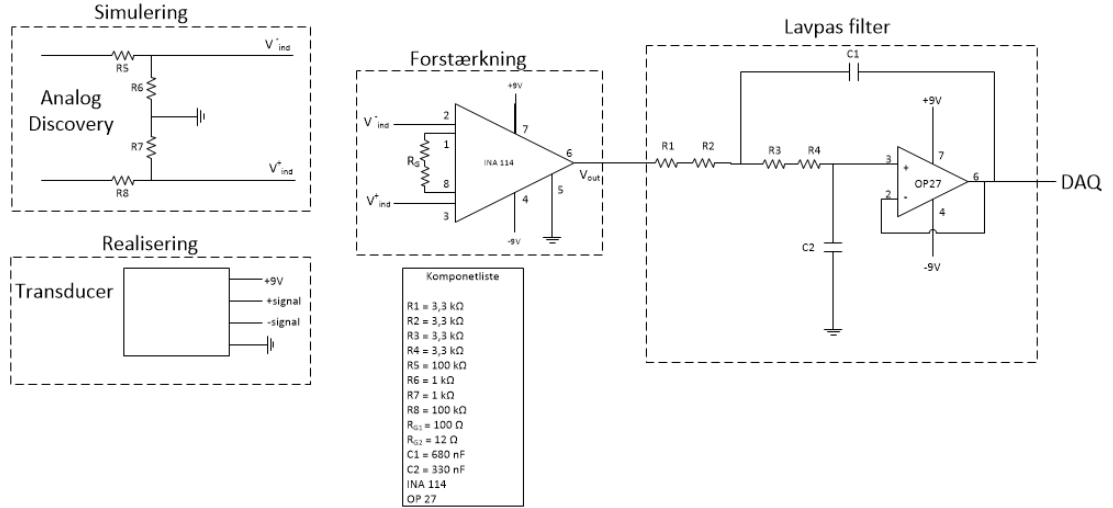 Simulering
V-ind
R5
R6
Analog
Discovery
R7
V+ind
R8
Realisering
Transducer
+9V
+signal
-signal
Forstærkning
+9V
V-ind
2
7
1
RG
INA 114
6
8
5
Vout
V+ind
4
3
-9V
Komponetliste
R1 = 3,3 kΩ
R2 = 3,3 kΩ
R3 = 3,3 kΩ
R4 = 3,3 kΩ
R5 = 100 kΩ
R6 = 1 kΩ
R7 = 1 kΩ
R8 = 100 kΩ
RG1 = 100 Ω
RG2 = 12 Ω
C1 = 680 nF
C2 = 330 nF
INA 114
OP 27
Lavpas filter
C1
+9V
R1
R2
R3
R4
7
3
+
OP27
6
DAQ
2
-
4
C2
-9V